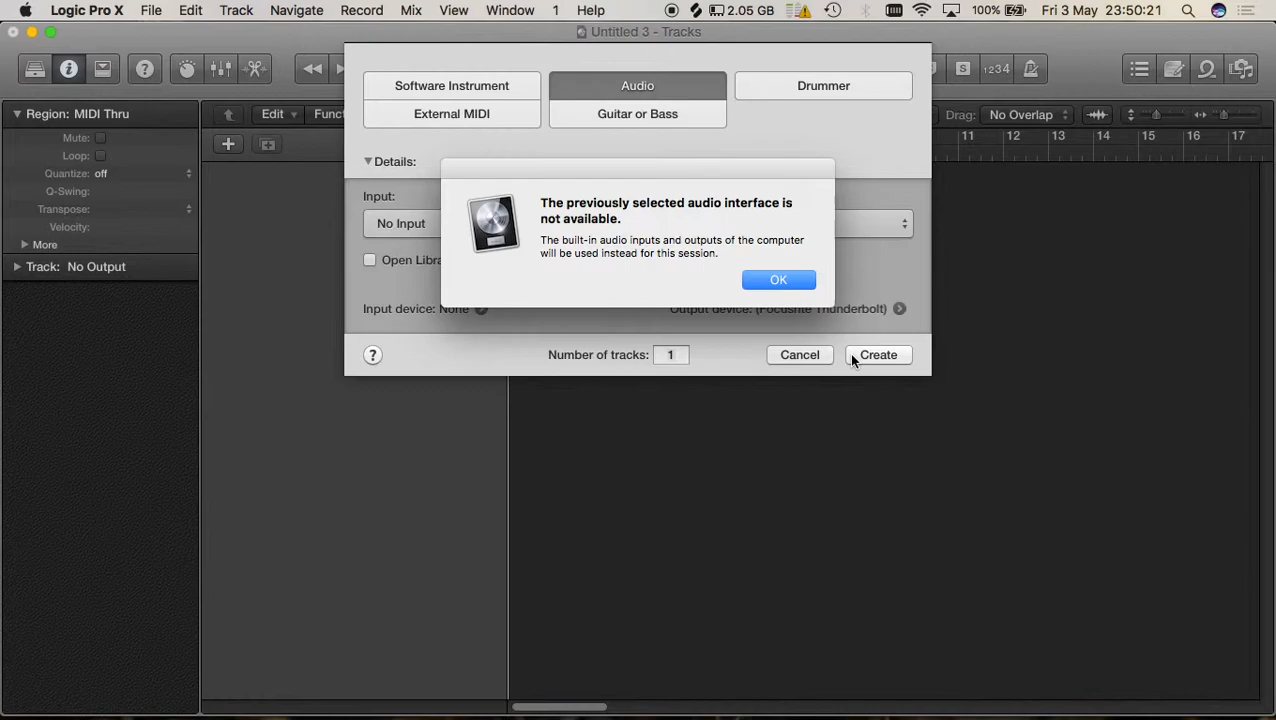 Logic Pro X File Edit Track Navigate Record Mix View Window 1 Help 2.05 GB 100% Fri 3 May 23:50:21
Untitled 3 - Tracks
1234
Software Instrument Audio Drummer
External MIDI Guitar or Bass
Region: MIDI Thru
Edit Func No Overlap Drag:
Mute:
Loop:
Quantize: off
Q-Swing:
Transpose:
Velocity:
More
Track: No Output
11 12 13 14 15 16 17
Details:
Input:
No Input
Open Libra
Input device: None
Output device: (Focusrite Thunderbolt)
The previously selected audio interface is
not available.
The built-in audio inputs and outputs of the computer
will be used instead for this session.
OK
? Number of tracks: 1 Cancel Create